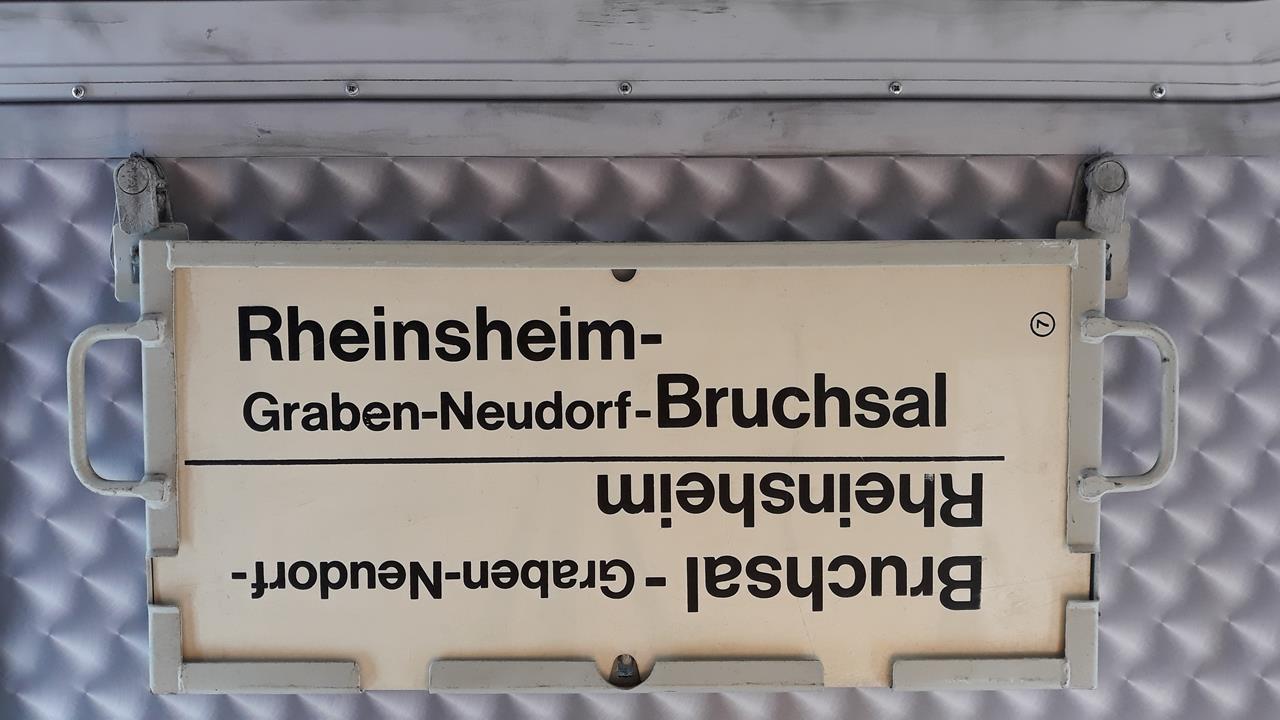 Rheinsheim-
7
Graben-Neudorf-Bruchsal
Bruchsal - Graben-Neudorf-
Rheinsheim